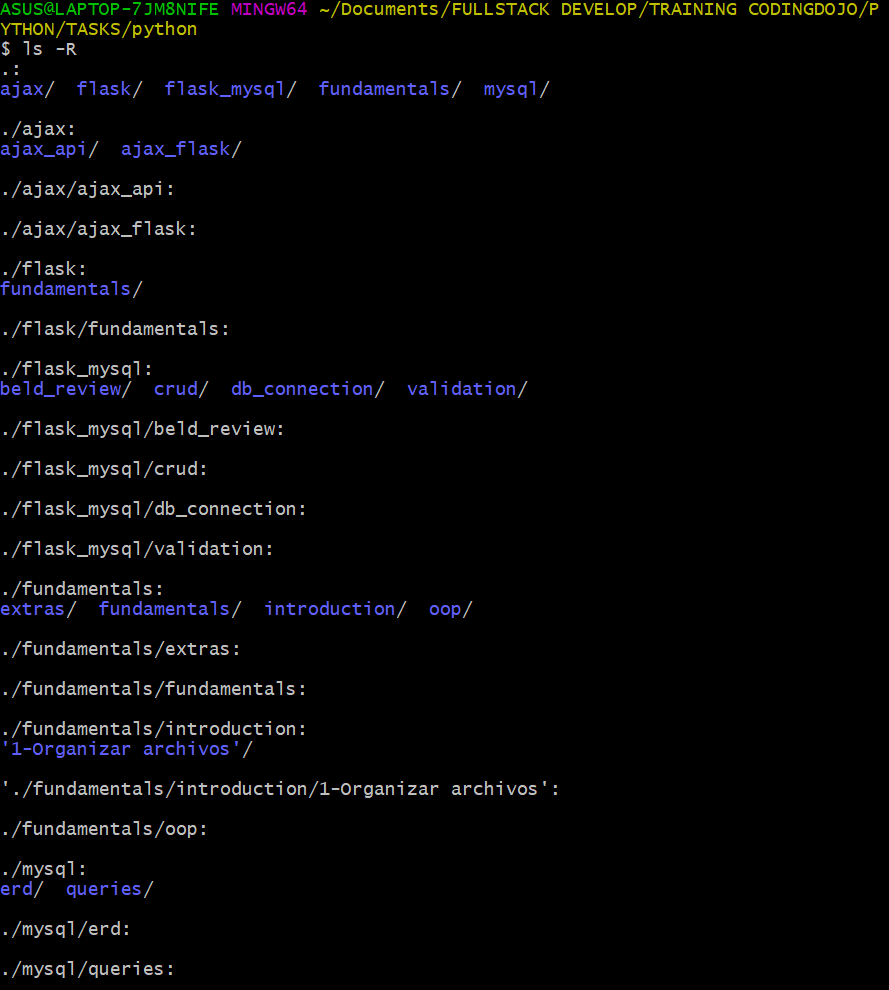 ASUS@LAPTOP-7JM8NIFE MINGW64 ~/Documents/FULLSTACK DEVELOP/TRAINING CODINGDOJO/P
YTHON/TASKS/python
$ ls -R
.:
ajax/  flask/  flask_mysql/  fundamentals/  mysql/

./ajax:
ajax_api/  ajax_flask/

./ajax/ajax_api:

./ajax/ajax_flask:

./flask:
fundamentals/

./flask/fundamentals:

./flask_mysql:
beld_review/  crud/  db_connection/  validation/

./flask_mysql/beld_review:

./flask_mysql/crud:

./flask_mysql/db_connection:

./flask_mysql/validation:

./fundamentals:
extras/  fundamentals/  introduction/  oop/

./fundamentals/extras:

./fundamentals/fundamentals:

./fundamentals/introduction:
'1-Organizar archivos'/

'./fundamentals/introduction/1-Organizar archivos':

./fundamentals/oop:

./mysql:
erd/  queries/

./mysql/erd:

./mysql/queries: